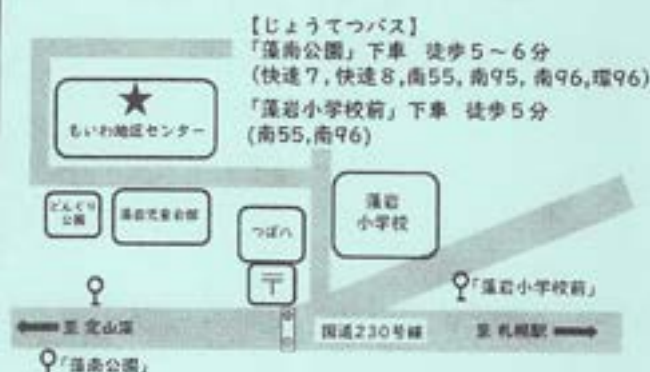 【じょうてつバス】
「藻南公園」下車 徒歩5～6分
(快速7,快速8,南55,南95,南96,環96)
「藻岩小学校前」下車 徒歩5分
(南55,南96)
★
もいわ地区センター
どんぐり
公園
藻岩児童会館
つぼ八
〒
藻岩
小学校
「藻岩小学校前」
至 定山渓
国道230号線
至 札幌駅
「藻南公園」